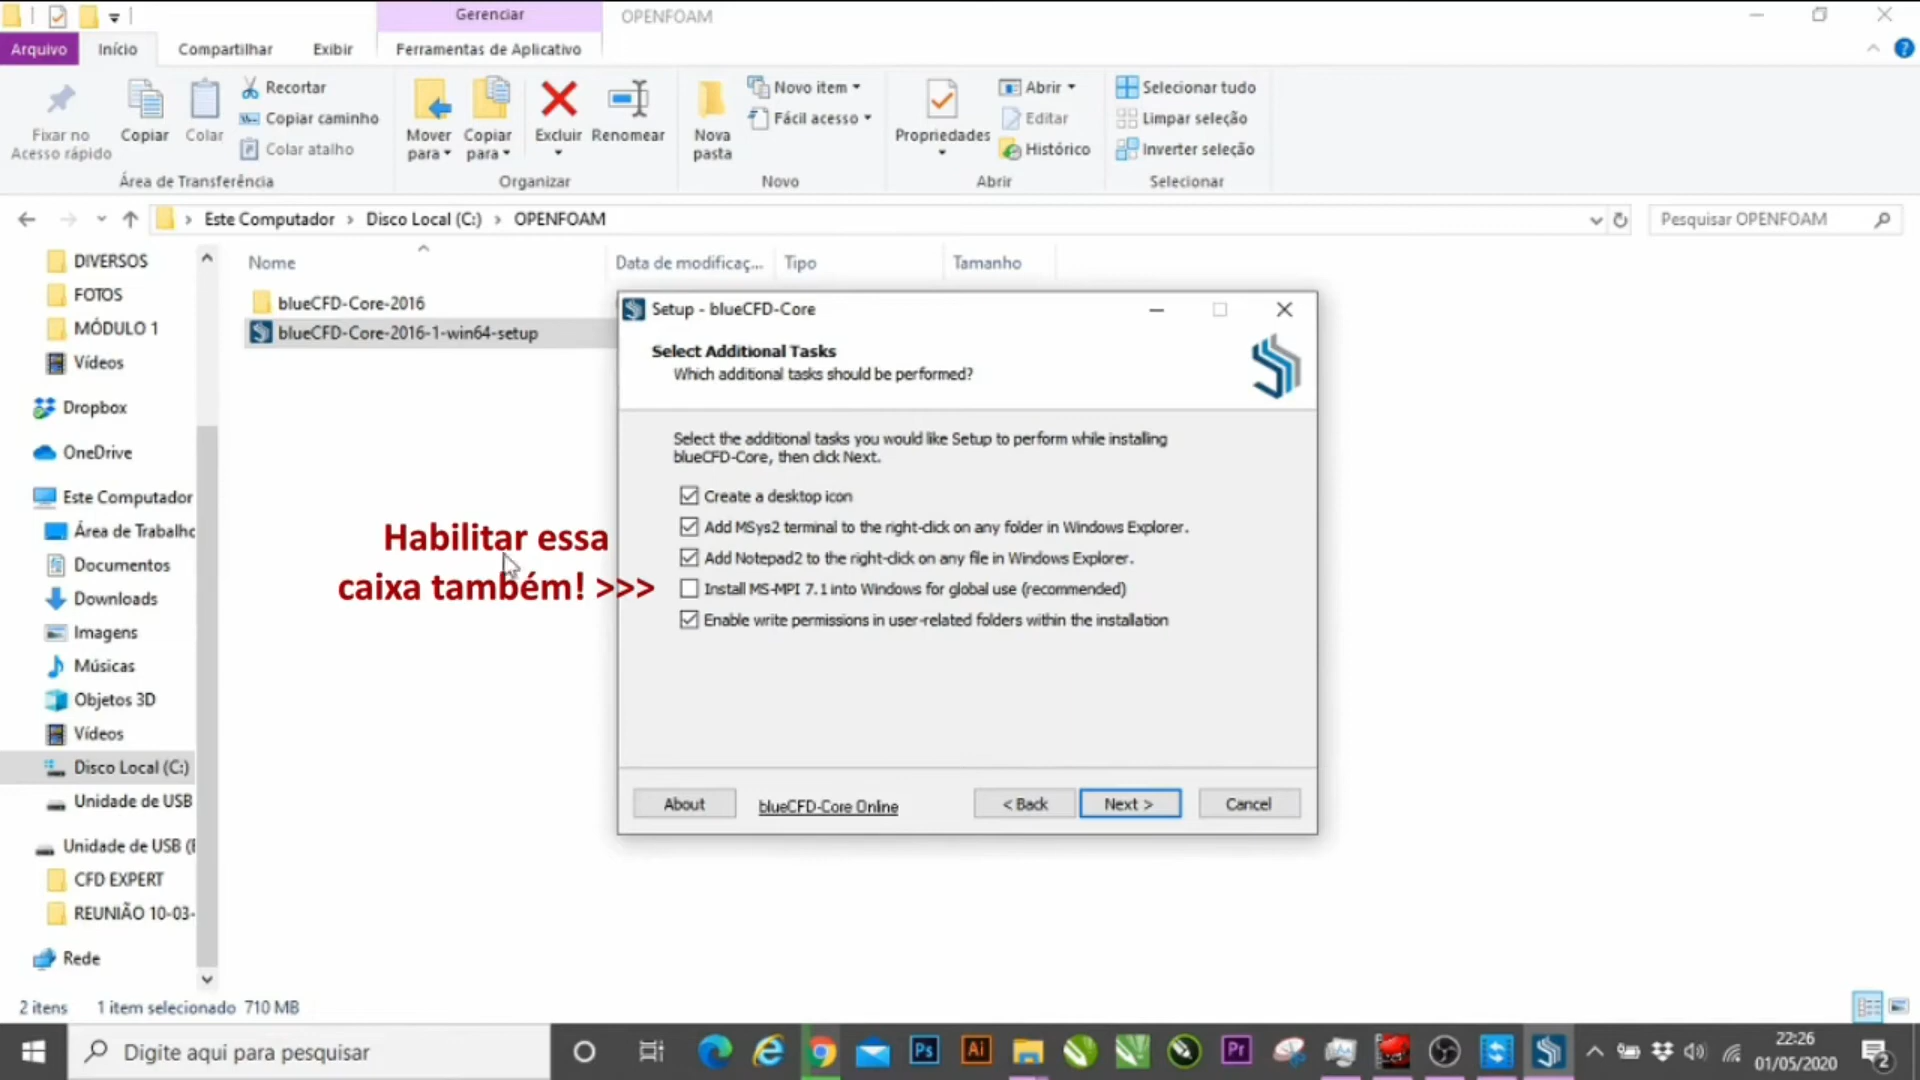 Gerenciar
OPENFOAM
Arquivo
Início
Compartilhar
Exibir
Ferramentas de Aplicativo
Fixar no
Acesso rápido
Copiar
Colar
Recortar
Copiar caminho
Colar atalho
Área de Transferência
Mover
para
Copiar
para
Excluir
Renomear
Organizar
Nova
pasta
Novo item
Fácil acesso
Novo
Propriedades
Abrir
Editar
Histórico
Abrir
Selecionar tudo
Limpar seleção
Inverter seleção
Selecionar
Este Computador > Disco Local (C:) > OPENFOAM
Pesquisar OPENFOAM
DIVERSOS
FOTOS
MÓDULO 1
Vídeos
Dropbox
OneDrive
Este Computador
Área de Trabalho
Documentos
Downloads
Imagens
Músicas
Objetos 3D
Vídeos
Disco Local (C:)
Unidade de USB
Unidade de USB (
CFD EXPERT
REUNIÃO 10-03-
Rede
Nome
Data de modificaç...
Tipo
Tamanho
blueCFD-Core-2016
blueCFD-Core-2016-1-win64-setup
Habilitar essa
caixa também! >>>
Setup - blueCFD-Core
Select Additional Tasks
Which additional tasks should be performed?
Select the additional tasks you would like Setup to perform while installing
blueCFD-Core, then click Next.
Create a desktop icon
Add MSys2 terminal to the right-click on any folder in Windows Explorer.
Add Notepad2 to the right-click on any file in Windows Explorer.
Install MS-MPI 7.1 into Windows for global use (recommended)
Enable write permissions in user-related folders within the installation
About
blueCFD-Core Online
< Back
Next >
Cancel
2 itens
1 item selecionado 710 MB
Digite aqui para pesquisar
Ps
Ai
Pr
22:26
01/05/2020
2